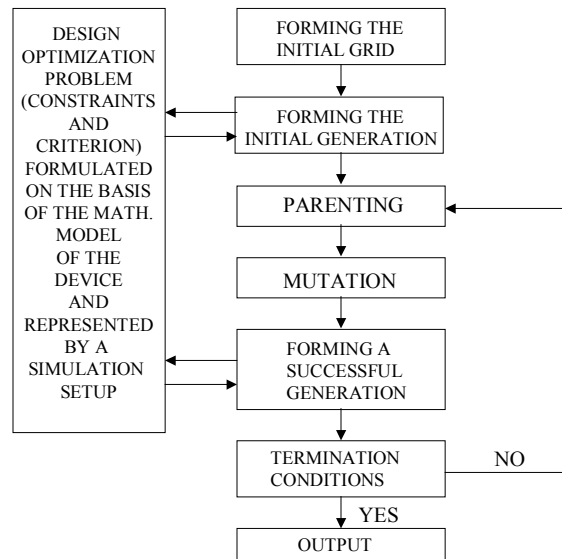 DESIGN
OPTIMIZATION
PROBLEM
(CONSTRAINTS
AND
CRITERION)
FORMULATED
ON THE BASIS
OF THE MATH.
MODEL
OF THE
DEVICE
AND
REPRESENTED
BY A
SIMULATION
SETUP
FORMING THE
INITIAL GRID
FORMING THE
INITIAL GENERATION
PARENTING
MUTATION
FORMING A
SUCCESSFUL
GENERATION
TERMINATION
CONDITIONS
NO
YES
OUTPUT